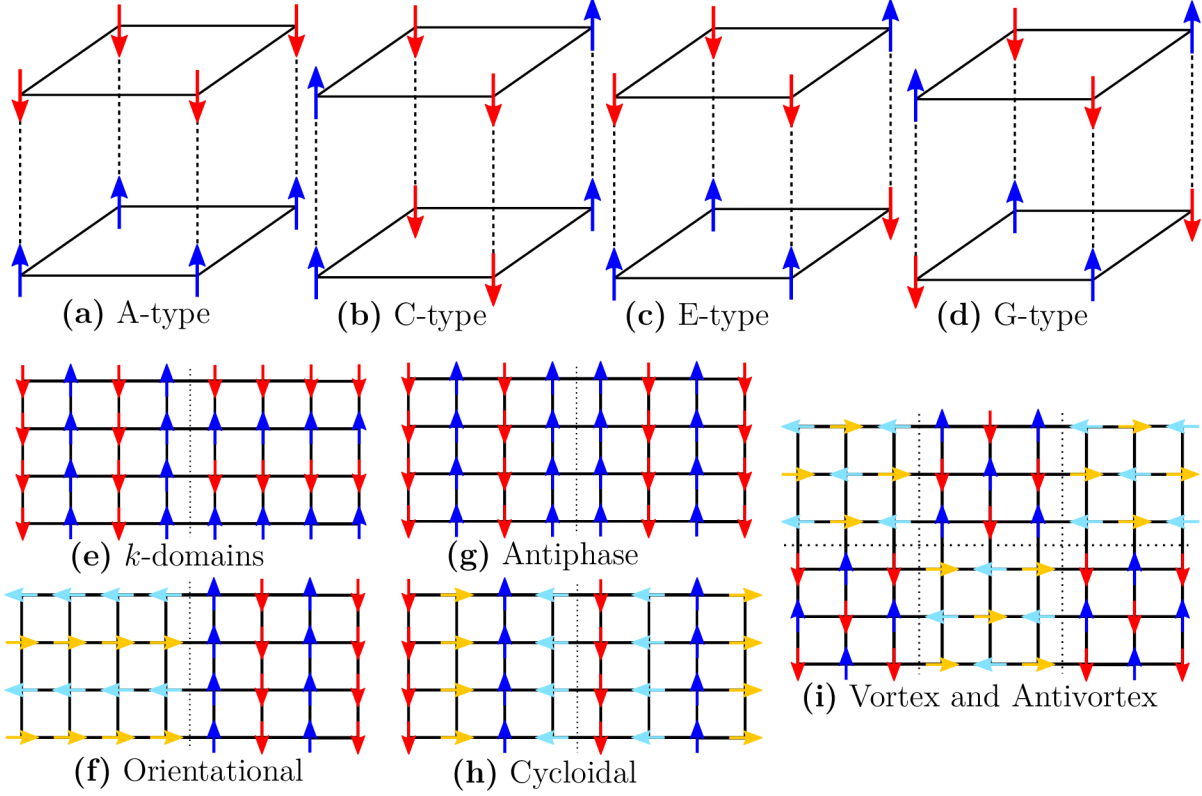 (a) A-type
(b) C-type
(c) E-type
(d) G-type
(e) k-domains
(g) Antiphase
(f) Orientational
(h) Cycloidal
(i) Vortex and Antivortex